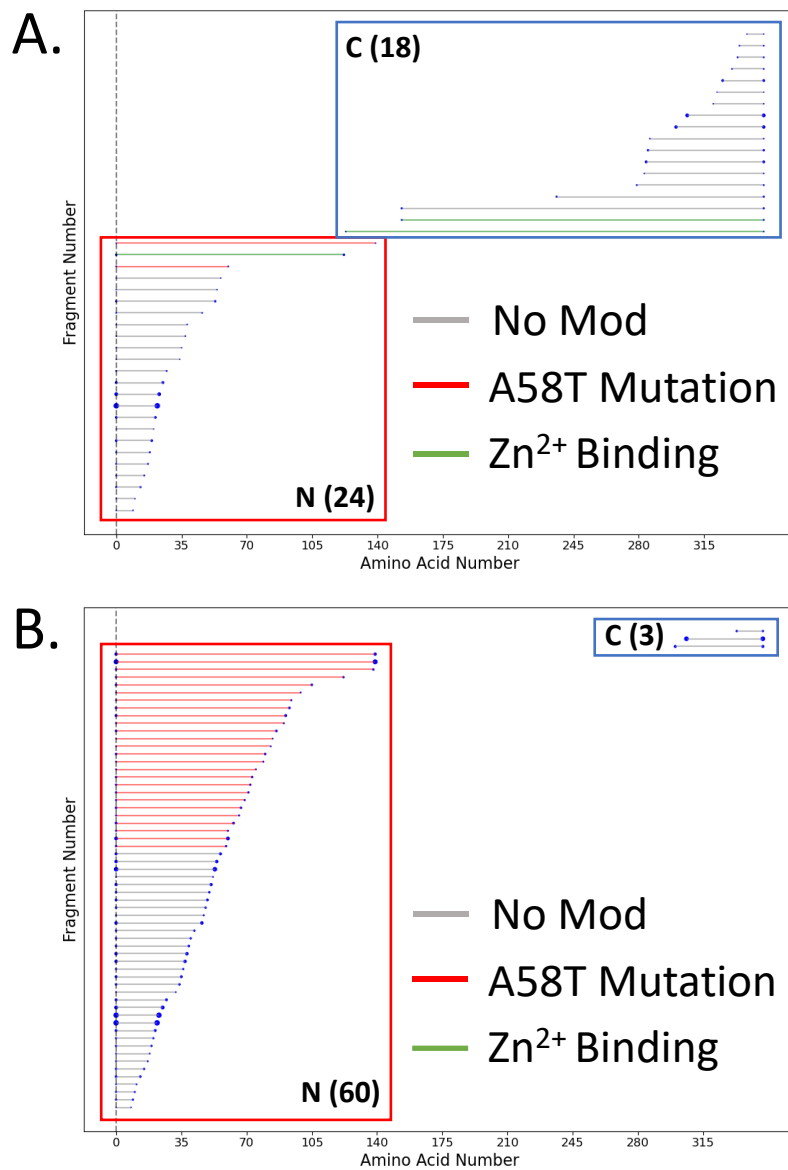 A.
C (18)
Fragment Number
No Mod
A58T Mutation
Zn2+ Binding
N (24)
0 35 70 105 140 175 210 245 280 315
Amino Acid Number
B.
C (3)
Fragment Number
No Mod
A58T Mutation
Zn2+ Binding
N (60)
0 35 70 105 140 175 210 245 280 315
Amino Acid Number